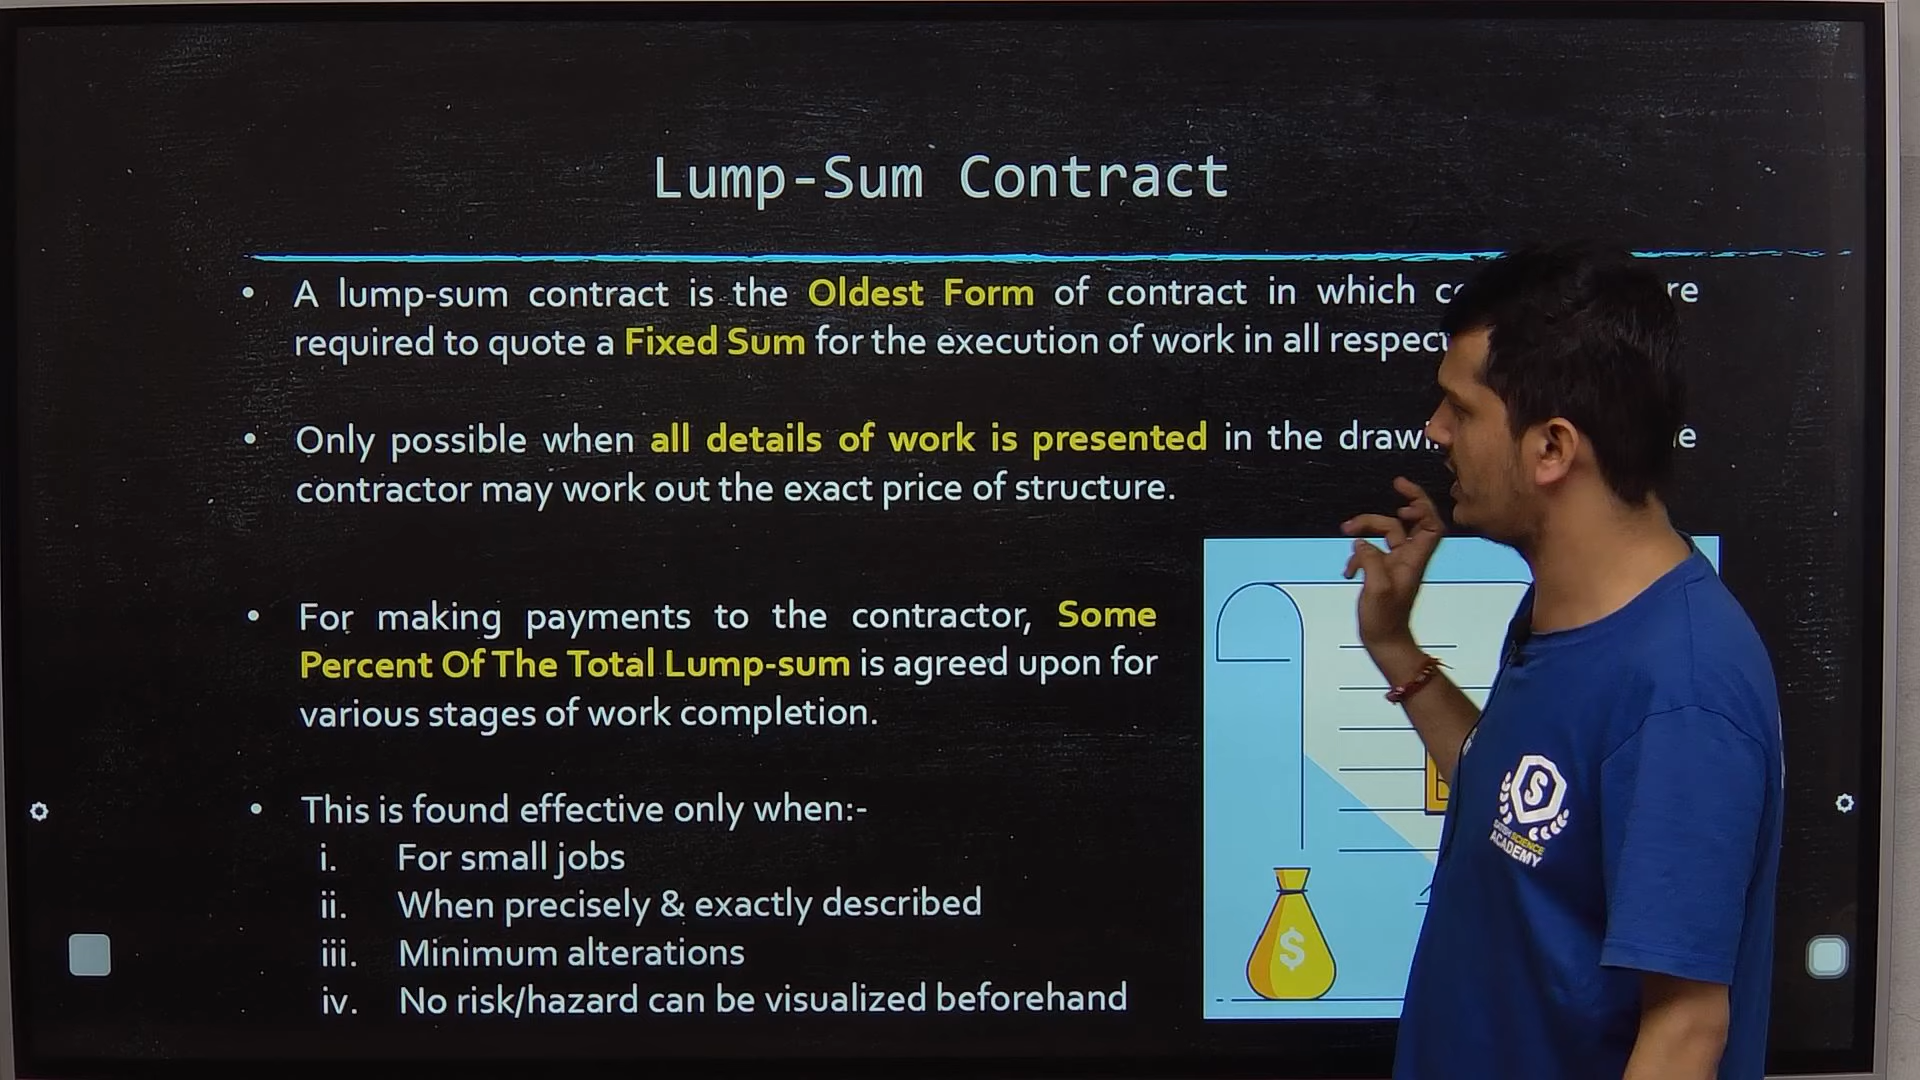 Lump-Sum Contract
• A lump-sum contract is the Oldest Form of contract in which
required to quote a Fixed Sum for the execution of work in all
• Only possible when all details of work is presented in the
contractor may work out the exact price of structure.
• For making payments to the contractor, Some
Percent Of The Total Lump-sum is agreed upon for
various stages of work completion.
• This is found effective only when:-
i. For small jobs
ii. When precisely & exactly described
iii. Minimum alterations
iv. No risk/hazard can be visualized beforehand
$
S
SCIENCE
ACADEMY